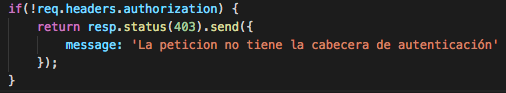 if(!req.headers.authorization) {
    return resp.status(403).send({
        message: 'La peticion no tiene la cabecera de autenticación'
    });
}